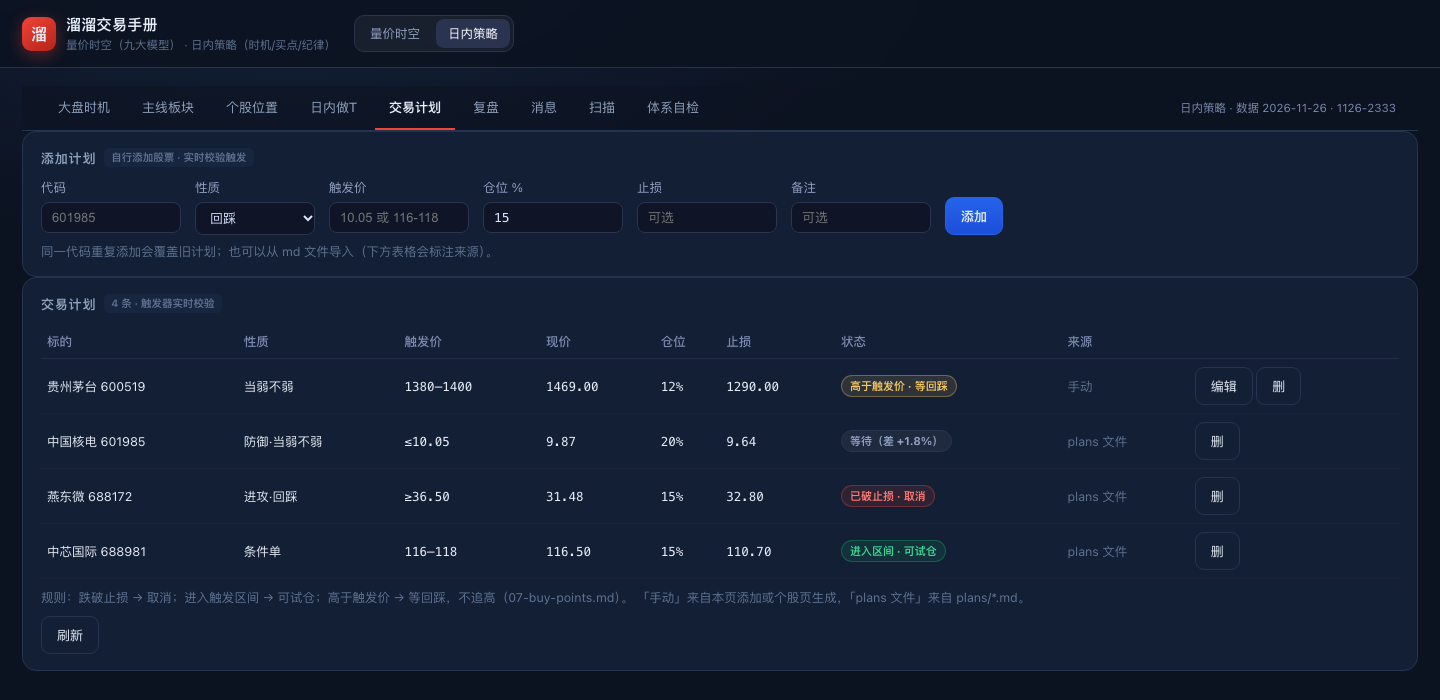 溜
溜溜交易手册
量价时空（九大模型） · 日内策略（时机/买点/纪律）
量价时空 日内策略
大盘时机 主线板块 个股位置 日内做T 交易计划 复盘 消息 扫描 体系自检
日内策略 · 数据 2026-11-26 · 1126-2333
添加计划 自行添加股票 · 实时校验触发
代码 性质 触发价 仓位 % 止损 备注
601985 回踩 10.05 或 116-118 15 可选 可选 添加
同一代码重复添加会覆盖旧计划；也可以从 md 文件导入（下方表格会标注来源）。
交易计划 4 条 · 触发器实时校验
标的 性质 触发价 现价 仓位 止损 状态 来源
贵州茅台 600519 当弱不弱 1380–1400 1469.00 12% 1290.00 高于触发价 · 等回踩 手动 编辑 删
中国核电 601985 防御·当弱不弱 ≤10.05 9.87 20% 9.64 等待（差 +1.8%） plans 文件 删
燕东微 688172 进攻·回踩 ≥36.50 31.48 15% 32.80 已破止损 · 取消 plans 文件 删
中芯国际 688981 条件单 116–118 116.50 15% 110.70 进入区间 · 可试仓 plans 文件 删
规则：跌破止损 → 取消；进入触发区间 → 可试仓；高于触发价 → 等回踩，不追高（07-buy-points.md）。 「手动」来自本页添加或个股页生成，「plans 文件」来自 plans/*.md。
刷新